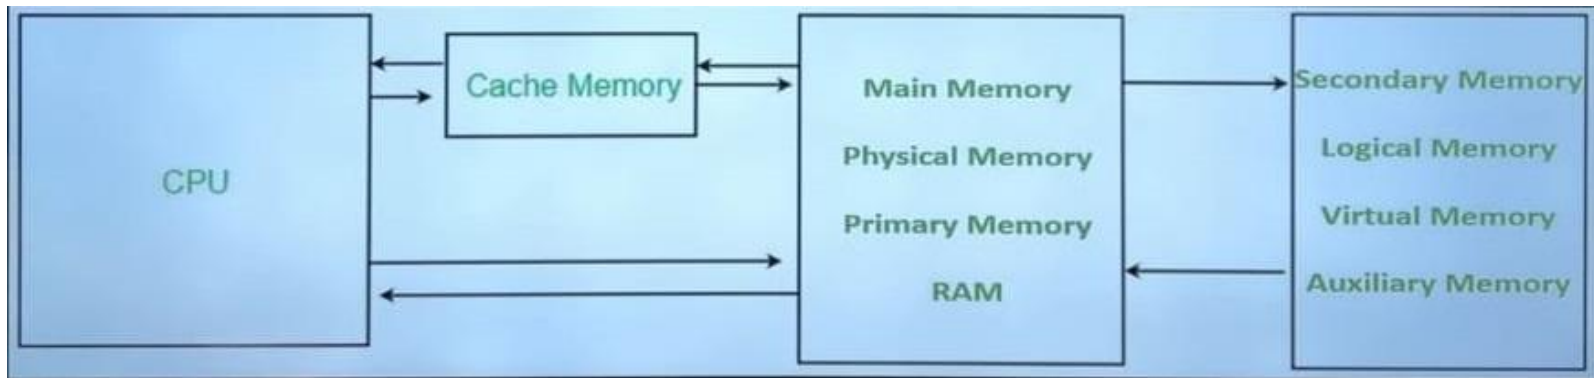 CPU
Cache Memory
Main Memory
Physical Memory
Primary Memory
RAM
Secondary Memory
Logical Memory
Virtual Memory
Auxiliary Memory